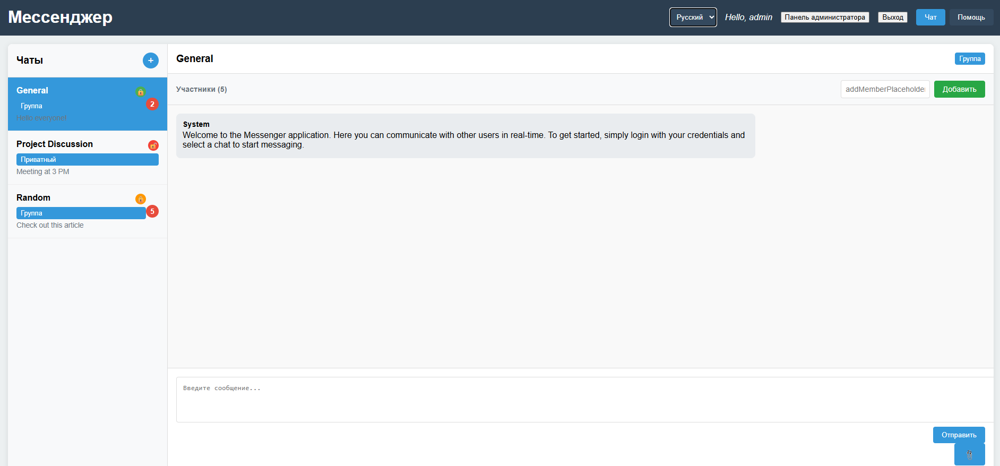 Мессенджер
Русский
Hello, admin
Панель администратора
Выход
Чат
Помощь
Чаты
+
General
Группа
2
Hello everyone!
Project Discussion
Приватный
Meeting at 3 PM
Random
Группа
5
Check out this article
General
Группа
Участники (5)
addMemberPlaceholder
Добавить
System
Welcome to the Messenger application. Here you can communicate with other users in real-time. To get started, simply login with your credentials and
select a chat to start messaging.
Введите сообщение...
Отправить